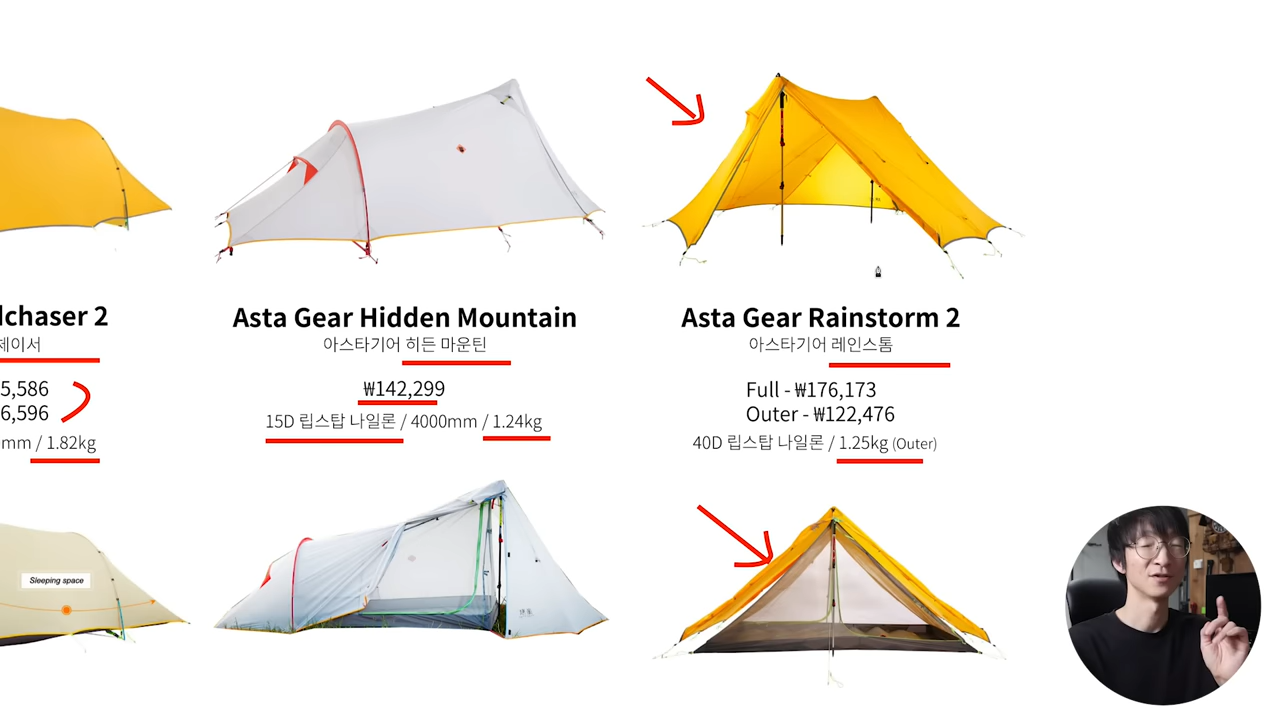 dchaser 2
체이서
5,586
6,596
mm / 1.82kg
Sleeping space
Asta Gear Hidden Mountain
아스타기어 히든 마운틴
₩142,299
15D 립스탑 나일론 / 4000mm / 1.24kg
Asta Gear Rainstorm 2
아스타기어 레인스톰
Full - ₩176,173
Outer - ₩122,476
40D 립스탑 나일론 / 1.25kg (Outer)